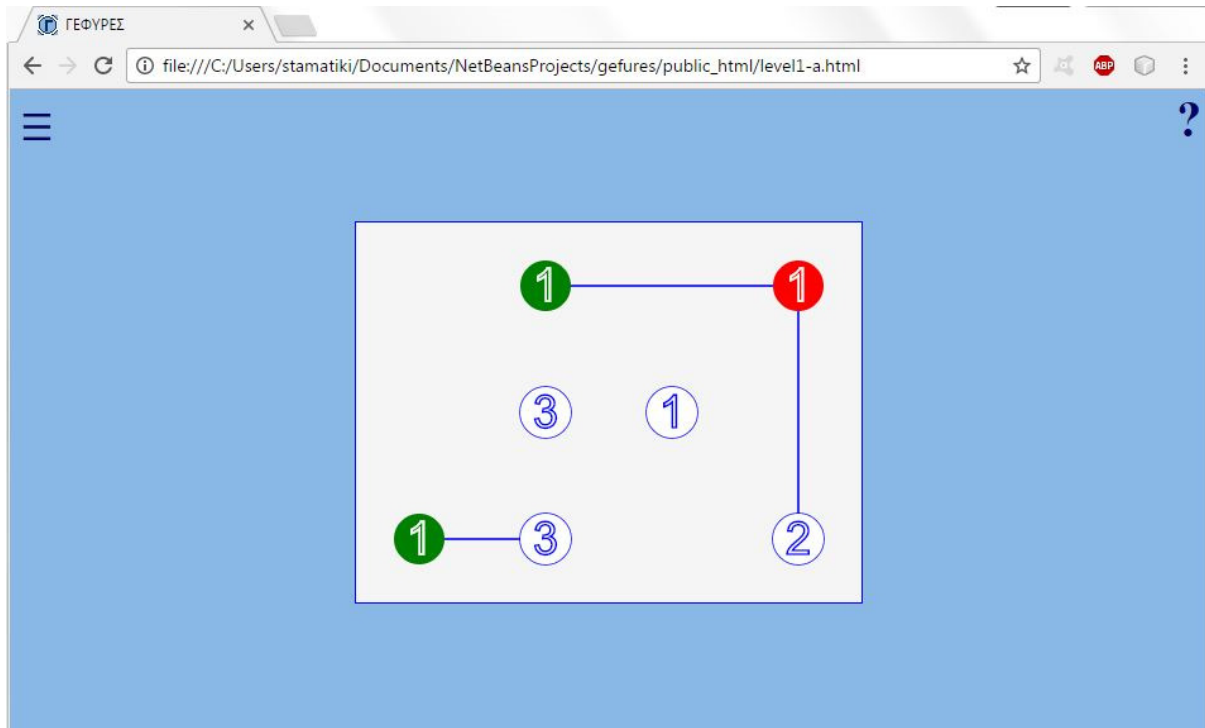 ΓΕΦΥΡΕΣ
file:///C:/Users/stamatiki/Documents/NetBeansProjects/gefures/public_html/level1-a.html
ABP
?
1 1
3 1
1 3 2